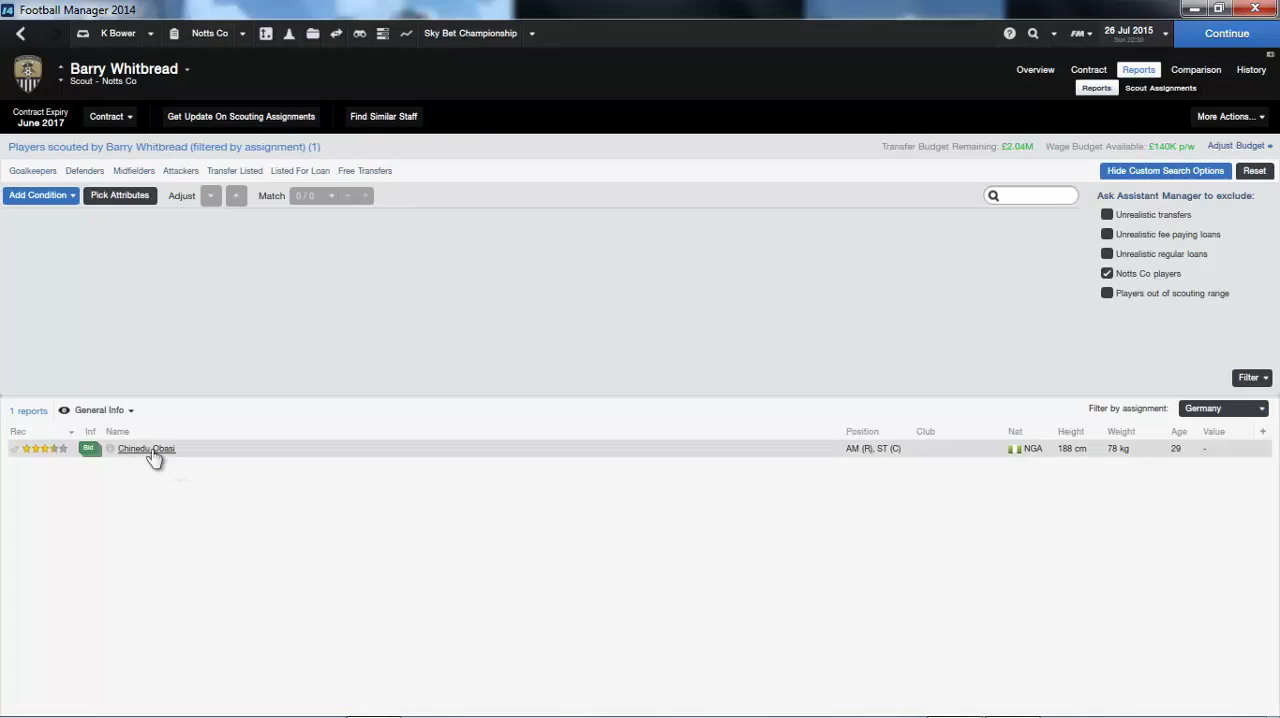 14 Football Manager 2014
K Bower Notts Co Sky Bet Championship FM 26 Jul 2015 Sun 22:30 Continue
Barry Whitbread
Scout - Notts Co
Overview Contract Reports Comparison History
Reports Scout Assignments
Contract Expiry
June 2017
Contract Get Update On Scouting Assignments Find Similar Staff More Actions...
Players scouted by Barry Whitbread (filtered by assignment) (1) Transfer Budget Remaining: £2.04M Wage Budget Available: £140K p/w Adjust Budget
Goalkeepers Defenders Midfielders Attackers Transfer Listed Listed For Loan Free Transfers Hide Custom Search Options Reset
Add Condition Pick Attributes Adjust Match 0 / 0 Ask Assistant Manager to exclude:
Unrealistic transfers
Unrealistic fee paying loans
Unrealistic regular loans
Notts Co players
Players out of scouting range
Filter
1 reports General Info Filter by assignment: Germany
Rec Inf Name Position Club Nat Height Weight Age Value +
Bid Chinedu Obasi AM (R), ST (C) NGA 188 cm 78 kg 29 -